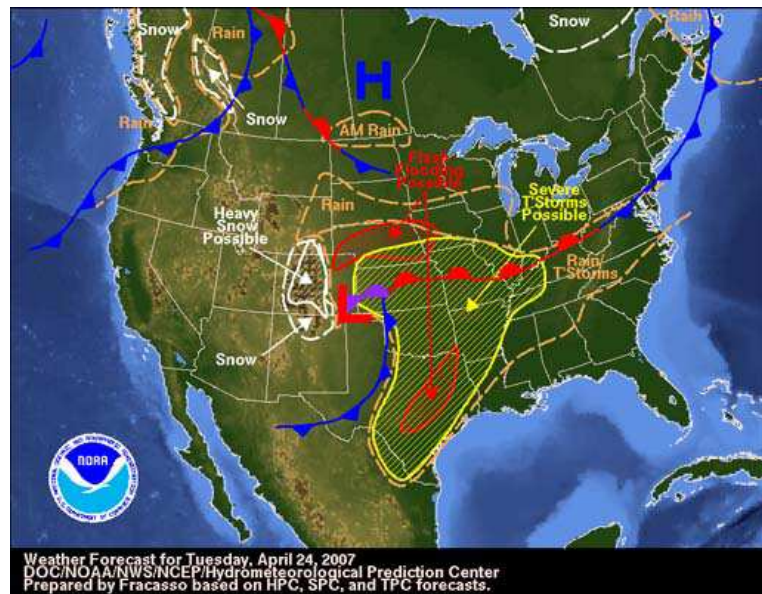 Snow
Rain
Snow
Rain
H
Snow
Rain
AM Rain
Flash
Flooding
Possible
Severe
T'Storms
Possible
Rain
Heavy
Snow
Possible
Rain/
T'Storms
L
Snow
NOAA
Weather Forecast for Tuesday, April 24, 2007
DOC/NOAA/NWS/NCEP/Hydrometeorological Prediction Center
Prepared by Fracasso based on HPC, SPC, and TPC forecasts.